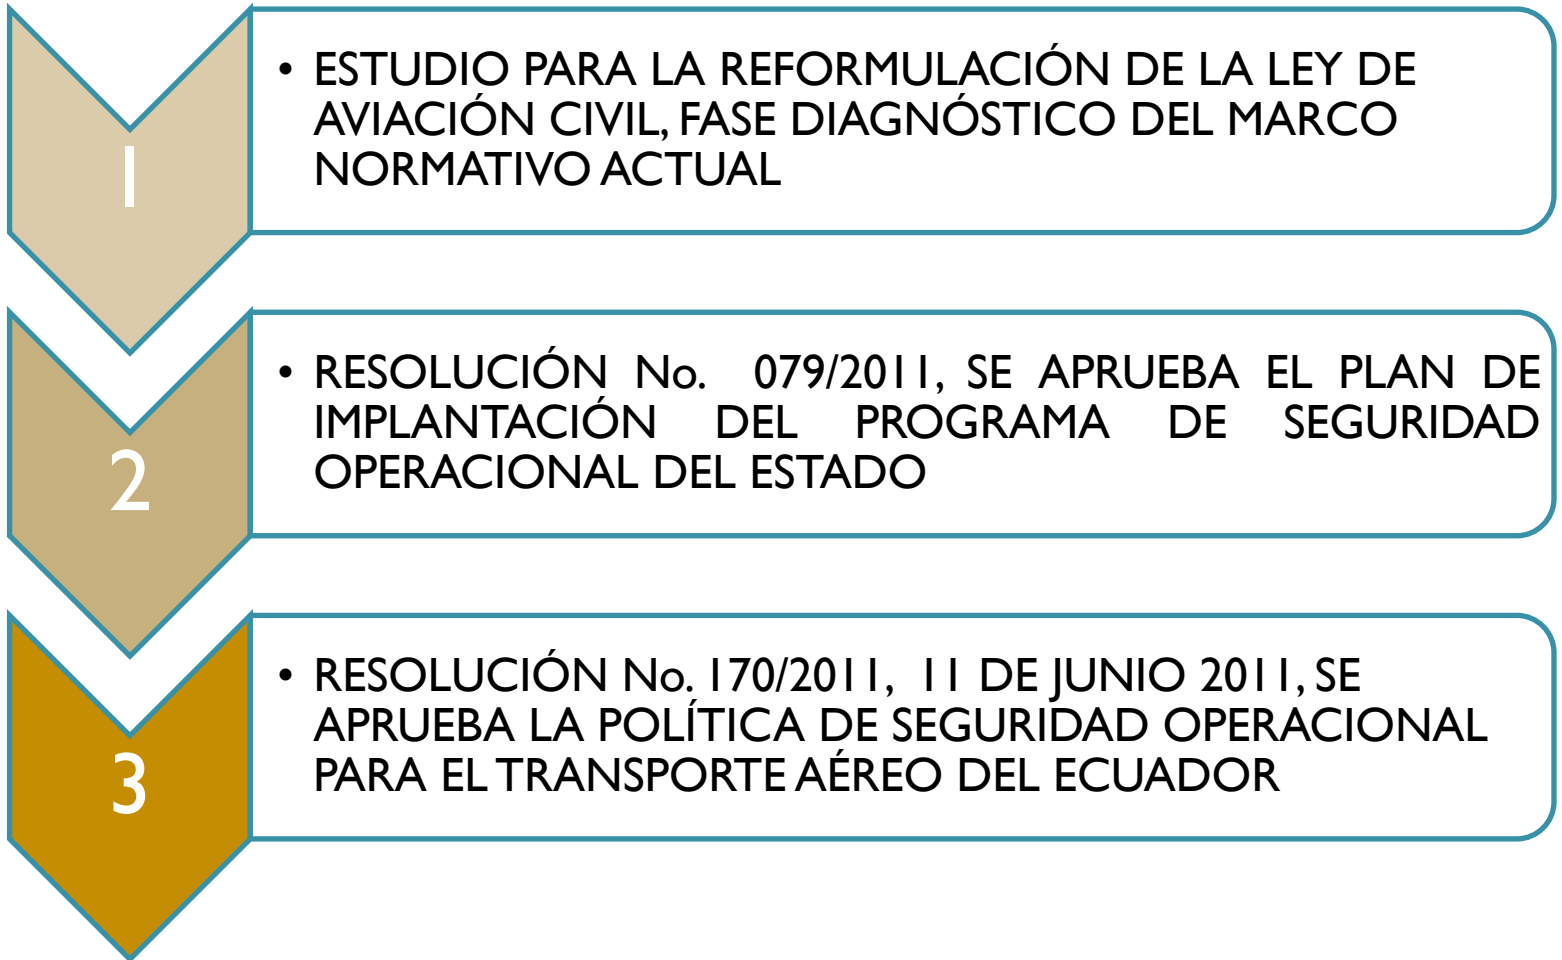 1
• ESTUDIO PARA LA REFORMULACIÓN DE LA LEY DE
AVIACIÓN CIVIL, FASE DIAGNÓSTICO DEL MARCO
NORMATIVO ACTUAL
2
• RESOLUCIÓN No. 079/2011, SE APRUEBA EL PLAN DE
IMPLANTACIÓN DEL PROGRAMA DE SEGURIDAD
OPERACIONAL DEL ESTADO
3
• RESOLUCIÓN No. 170/2011, 11 DE JUNIO 2011, SE
APRUEBA LA POLÍTICA DE SEGURIDAD OPERACIONAL
PARA EL TRANSPORTE AÉREO DEL ECUADOR